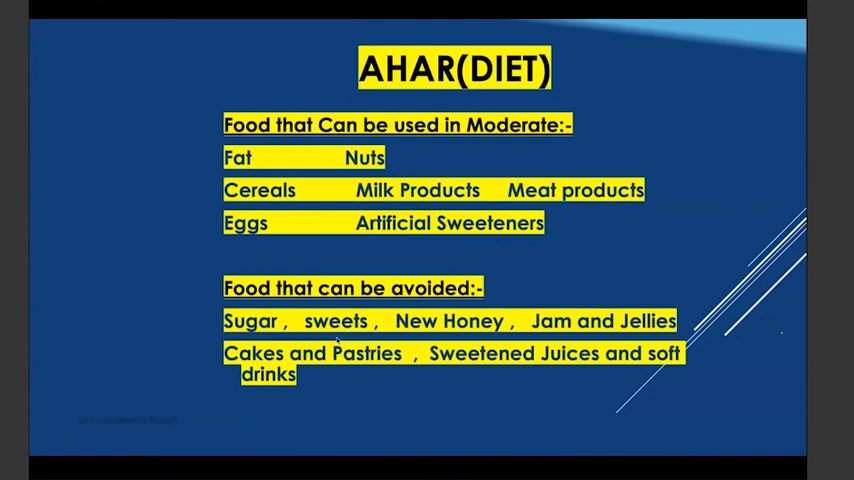 AHAR(DIET)
Food that Can be used in Moderate:-
Fat Nuts
Cereals Milk Products Meat products
Eggs Artificial Sweeteners
Food that can be avoided:-
Sugar , sweets , New Honey , Jam and Jellies
Cakes and Pastries , Sweetened Juices and soft
drinks